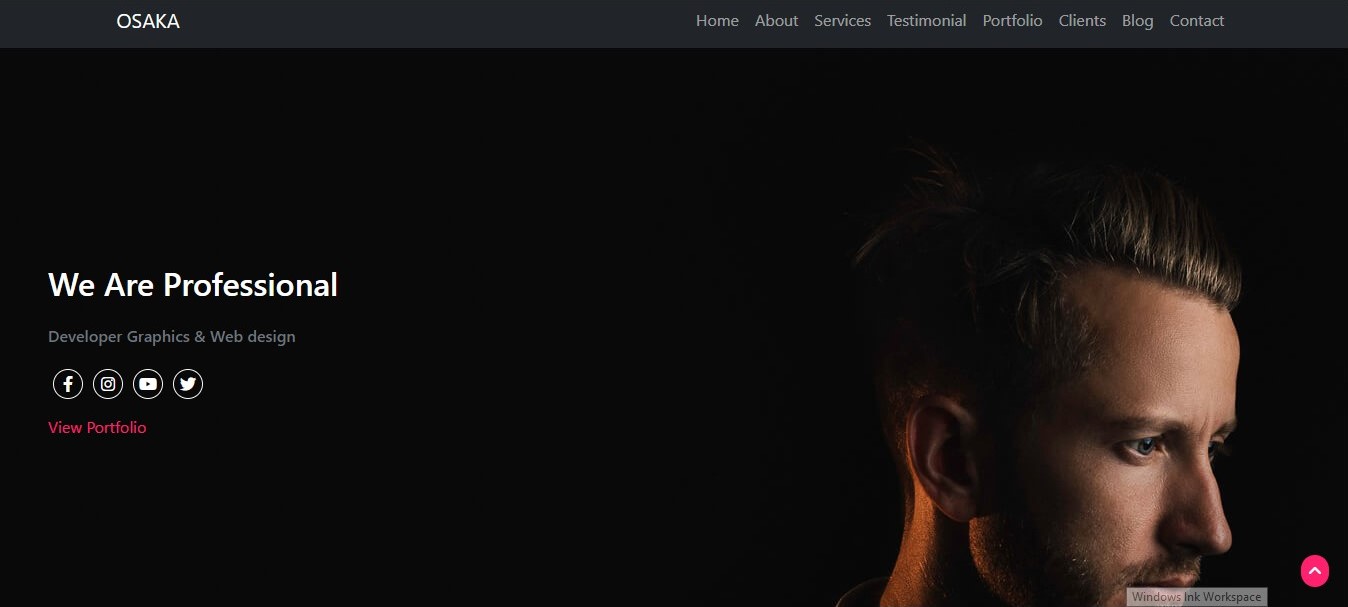 OSAKA
Home About Services Testimonial Portfolio Clients Blog Contact
We Are Professional
Developer Graphics & Web design
View Portfolio
Windows Ink Workspace